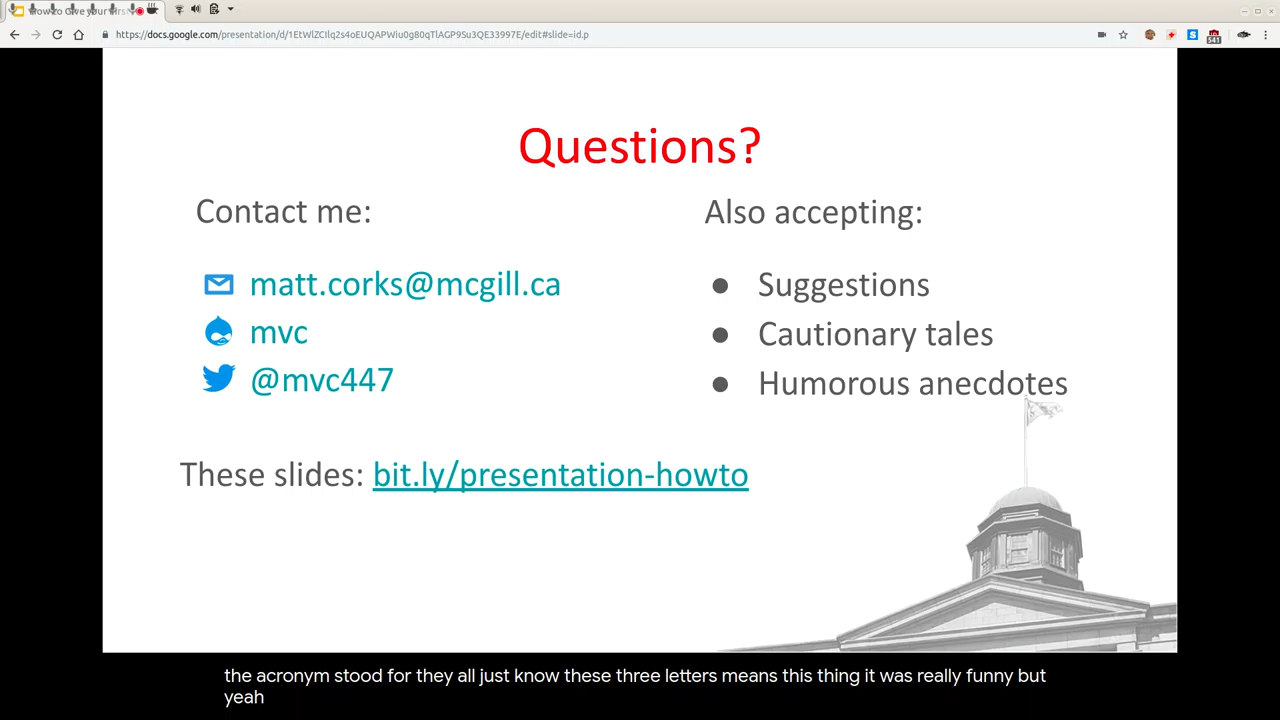 How to Give your Firs
https://docs.google.com/presentation/d/1EtWlZCIlq2s4oEUQAPWiu0g80qTlAGP9Su3QE33997E/edit#slide=id.p
541
Questions?
Contact me:
matt.corks@mcgill.ca
mvc
@mvc447
Also accepting:
● Suggestions
● Cautionary tales
● Humorous anecdotes
These slides: bit.ly/presentation-howto
the acronym stood for they all just know these three letters means this thing it was really funny but
yeah